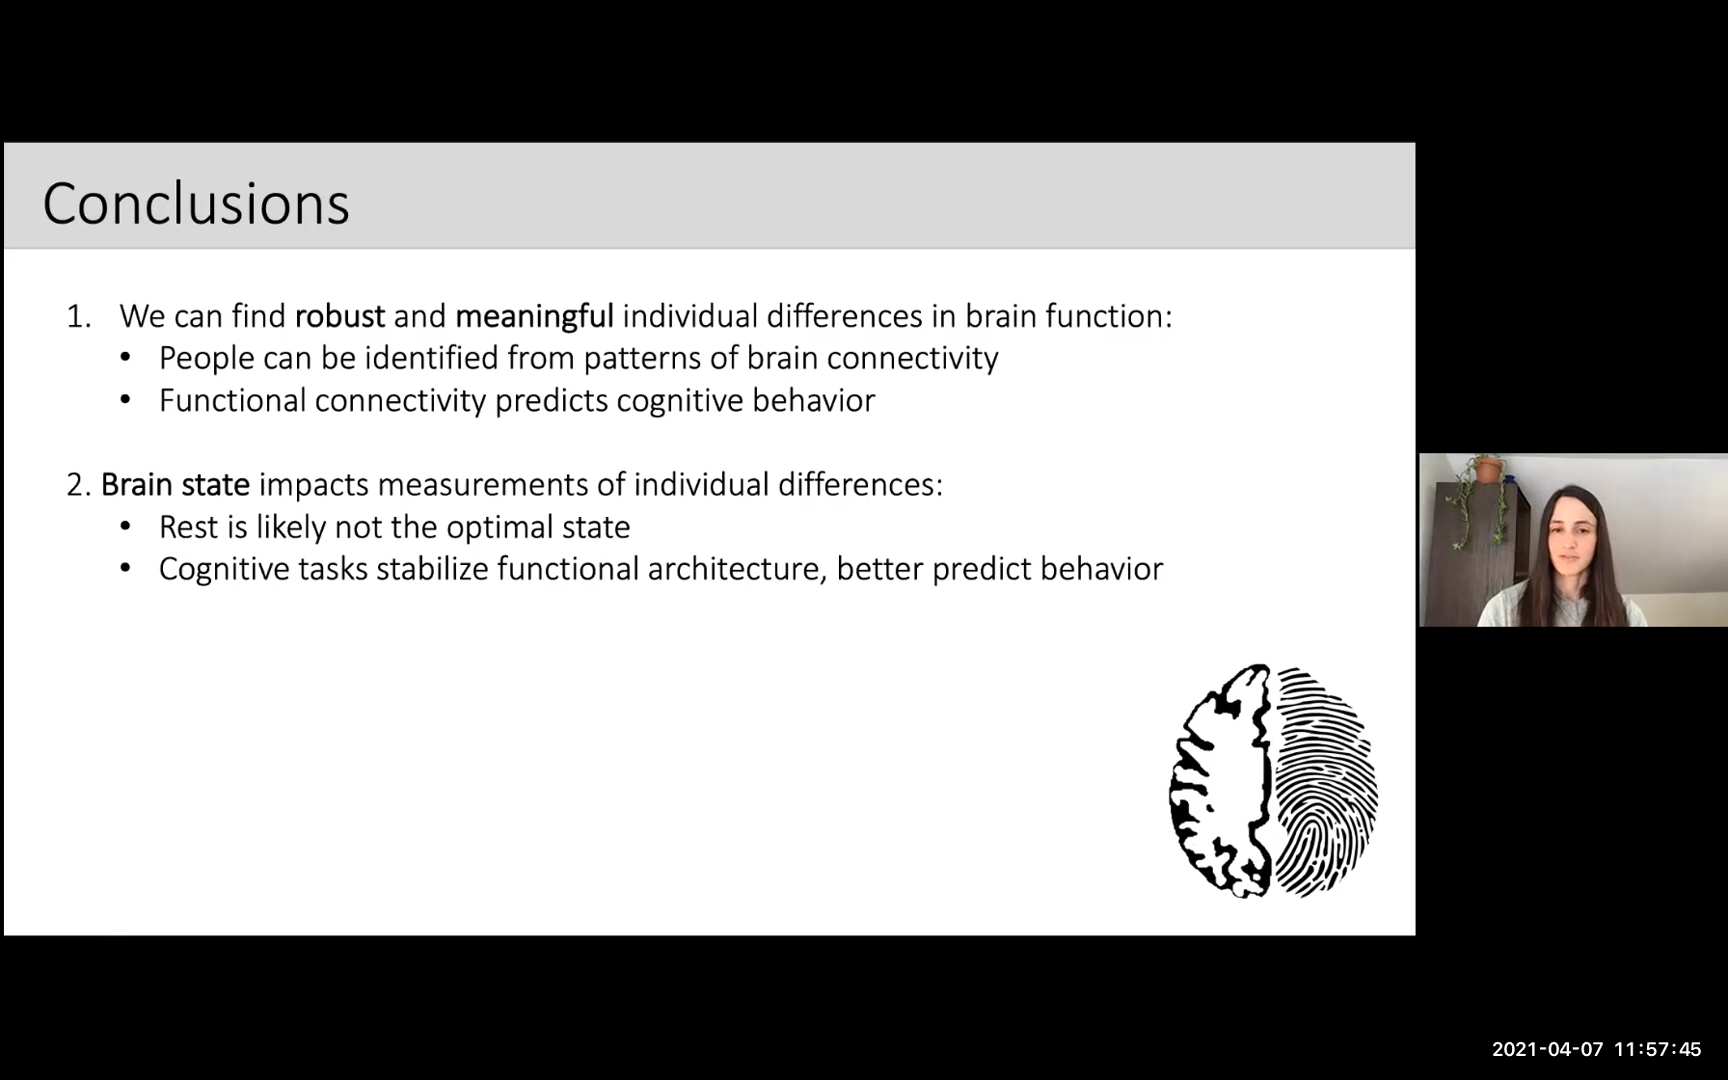 Conclusions
1. We can find robust and meaningful individual differences in brain function:
• People can be identified from patterns of brain connectivity
• Functional connectivity predicts cognitive behavior
2. Brain state impacts measurements of individual differences:
• Rest is likely not the optimal state
• Cognitive tasks stabilize functional architecture, better predict behavior
2021-04-07 11:57:45